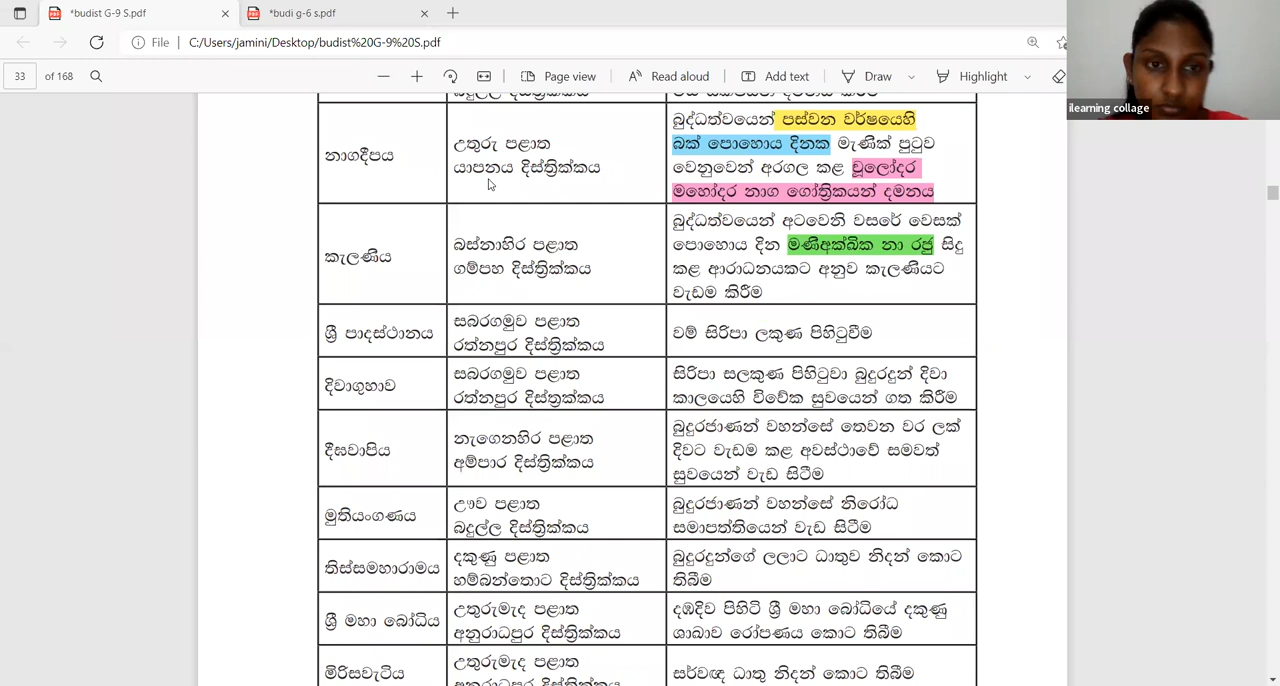 *budist G-9 S.pdf
*budi g-6 s.pdf
File
C:/Users/jamini/Desktop/budist%20G-9%20S.pdf
33 of 168
Page view
Read aloud
Add text
Draw
Highlight
ilearning collage
නාගදීපය
උතුරු පළාත
යාපනය දිස්ත්‍රික්කය
බුද්ධත්වයෙන් පස්වන වර්ෂයෙහි
බක් පොහොය දිනක මැණික් පුටුව
වෙනුවෙන් අරගල කළ චූලෝදර
මහෝදර නාග ගෝත්‍රිකයන් දමනය
කැලණිය
බස්නාහිර පළාත
ගම්පහ දිස්ත්‍රික්කය
බුද්ධත්වයෙන් අටවෙනි වසරේ වෙසක්
පොහොය දින මණිඅක්ඛික නා රජු සිදු
කළ ආරාධනයකට අනුව කැලණියට
වැඩම කිරීම
ශ්‍රී පාදස්ථානය
සබරගමුව පළාත
රත්නපුර දිස්ත්‍රික්කය
වම් සිරිපා ලකුණ පිහිටුවීම
දිවාගුහාව
සබරගමුව පළාත
රත්නපුර දිස්ත්‍රික්කය
සිරිපා සලකුණ පිහිටුවා බුදුරදුන් දිවා
කාලයෙහි විවේක සුවයෙන් ගත කිරීම
දීඝවාපිය
නැගෙනහිර පළාත
අම්පාර දිස්ත්‍රික්කය
බුදුරජාණන් වහන්සේ තෙවන වර ලක්
දිවට වැඩම කළ අවස්ථාවේ සමවත්
සුවයෙන් වැඩ සිටීම
මුතියංගණය
ඌව පළාත
බදුල්ල දිස්ත්‍රික්කය
බුදුරජාණන් වහන්සේ නිරෝධ
සමාපත්තියෙන් වැඩ සිටීම
තිස්සමහාරාමය
දකුණු පළාත
හම්බන්තොට දිස්ත්‍රික්කය
බුදුරදුන්ගේ ලලාට ධාතුව නිදන් කොට
තිබීම
ශ්‍රී මහා බෝධිය
උතුරුමැද පළාත
අනුරාධපුර දිස්ත්‍රික්කය
දඹදිව පිහිටි ශ්‍රී මහා බෝධියේ දකුණු
ශාඛාව රෝපණය කොට තිබීම
මිරිසවැටිය
උතුරුමැද පළාත
සර්වඥ ධාතු නිදන් කොට තිබීම